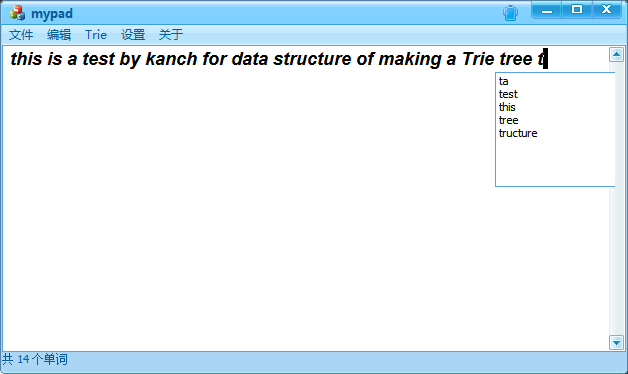 mypad
文件 编辑 Trie 设置 关于
this is a test by kanch for data structure of making a Trie tree t
ta
test
this
tree
tructure
共 14 个单词